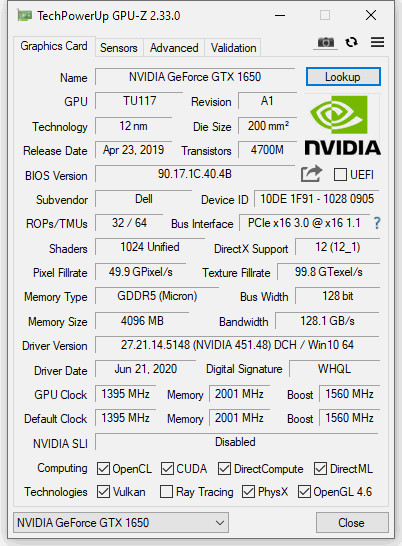 TechPowerUp GPU-Z 2.33.0
Graphics Card Sensors Advanced Validation
Name NVIDIA GeForce GTX 1650 Lookup
GPU TU117 Revision A1
Technology 12 nm Die Size 200 mm²
Release Date Apr 23, 2019 Transistors 4700M
NVIDIA
BIOS Version 90.17.1C.40.4B UEFI
Subvendor Dell Device ID 10DE 1F91 - 1028 0905
ROPs/TMUs 32 / 64 Bus Interface PCIe x16 3.0 @ x16 1.1 ?
Shaders 1024 Unified DirectX Support 12 (12_1)
Pixel Fillrate 49.9 GPixel/s Texture Fillrate 99.8 GTexel/s
Memory Type GDDR5 (Micron) Bus Width 128 bit
Memory Size 4096 MB Bandwidth 128.1 GB/s
Driver Version 27.21.14.5148 (NVIDIA 451.48) DCH / Win10 64
Driver Date Jun 21, 2020 Digital Signature WHQL
GPU Clock 1395 MHz Memory 2001 MHz Boost 1560 MHz
Default Clock 1395 MHz Memory 2001 MHz Boost 1560 MHz
NVIDIA SLI Disabled
Computing OpenCL CUDA DirectCompute DirectML
Technologies Vulkan Ray Tracing PhysX OpenGL 4.6
NVIDIA GeForce GTX 1650 Close